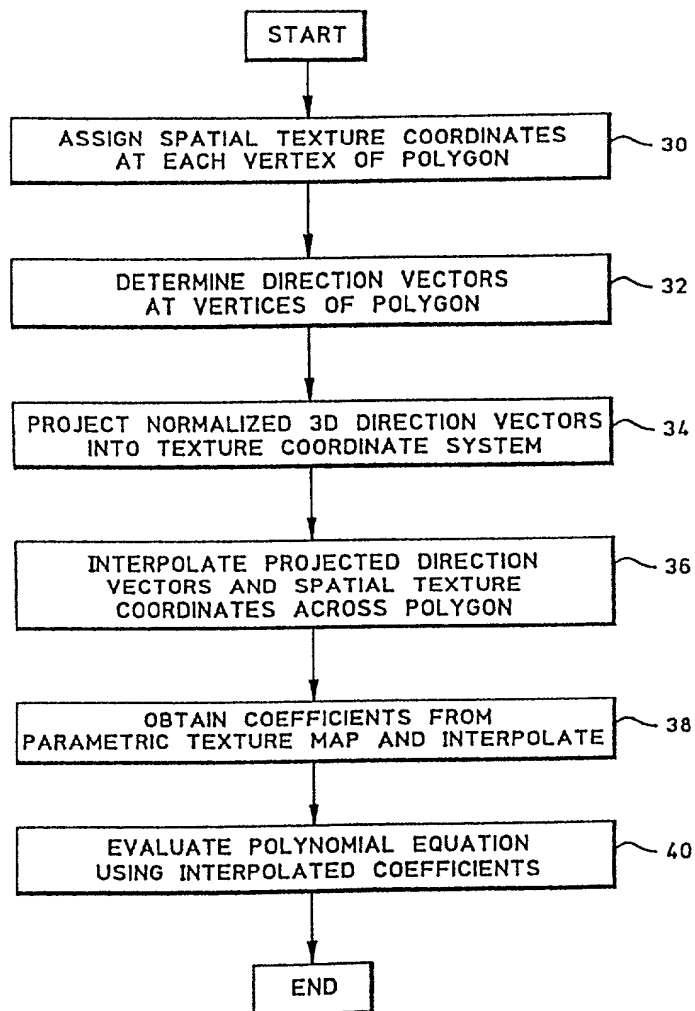 START
ASSIGN SPATIAL TEXTURE COORDINATES
AT EACH VERTEX OF POLYGON
30
DETERMINE DIRECTION VECTORS
AT VERTICES OF POLYGON
32
PROJECT NORMALIZED 3D DIRECTION VECTORS
INTO TEXTURE COORDINATE SYSTEM
34
INTERPOLATE PROJECTED DIRECTION
VECTORS AND SPATIAL TEXTURE
COORDINATES ACROSS POLYGON
36
OBTAIN COEFFICIENTS FROM
PARAMETRIC TEXTURE MAP AND INTERPOLATE
38
EVALUATE POLYNOMIAL EQUATION
USING INTERPOLATED COEFFICIENTS
40
END